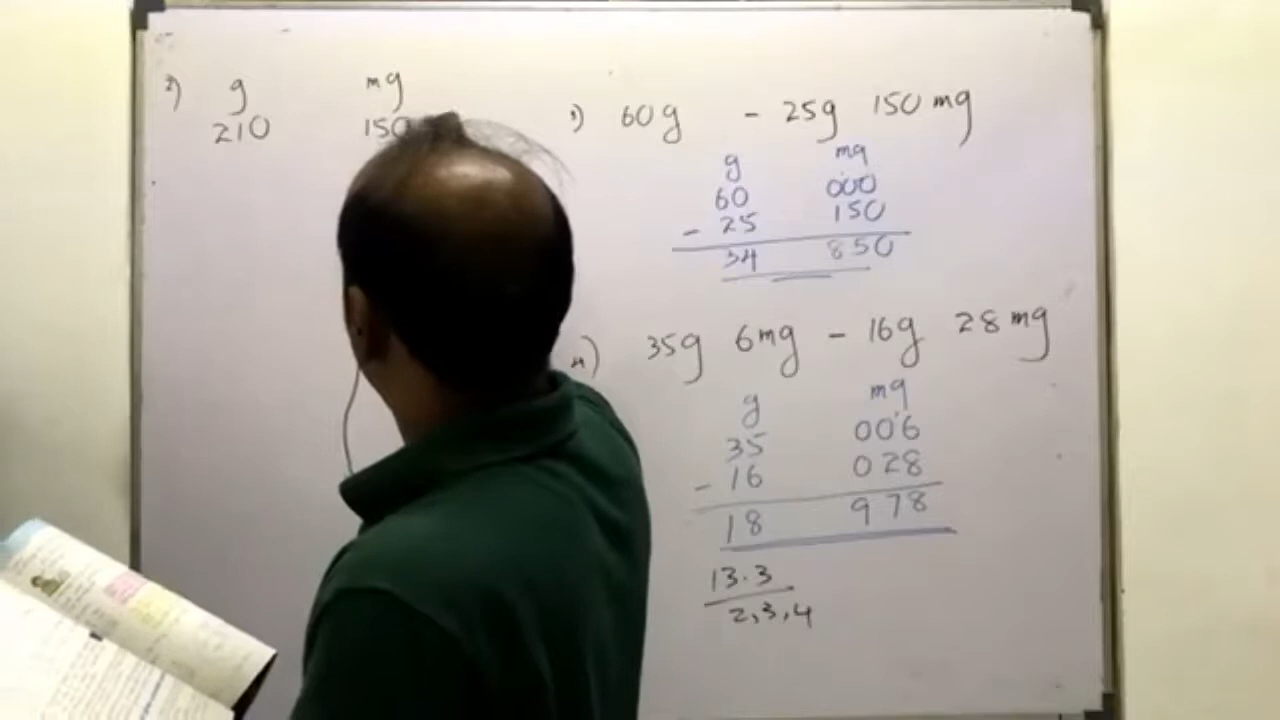 2) g mg
210 150
3) 60g - 25g 150 mg
g mg
60 000
- 25 150
34 850
4) 35g 6mg - 16g 28 mg
g mg
35 006
- 16 028
18 978
13.3
2,3,4